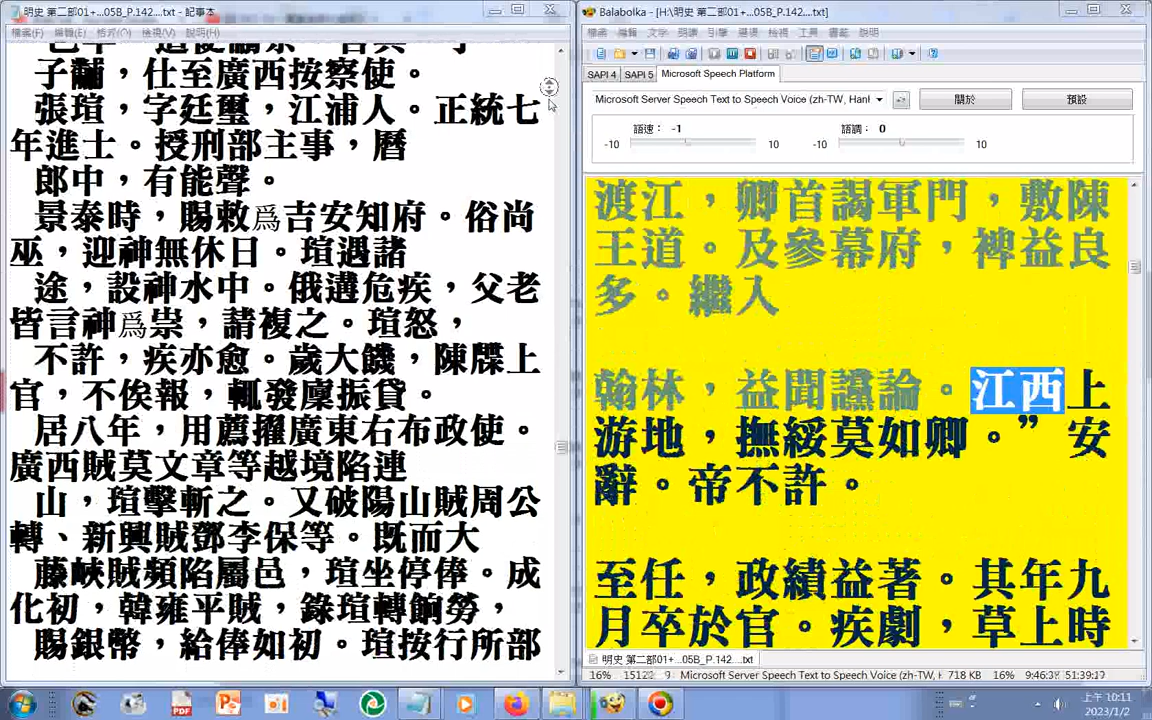 明史 第二部01+ ...05B_P.142....txt - 記事本
檔案(F) 編輯(E) 格式(O) 檢視(V) 說明(H)
子黼，仕至廣西按察使。
張瑄，字廷璽，江浦人。正統七
年進士。授刑部主事，曆
郎中，有能聲。
景泰時，賜敕爲吉安知府。俗尚
巫，迎神無休日。瑄遇諸
途，設神水中。俄遘危疾，父老
皆言神爲祟，請複之。瑄怒，
不許，疾亦愈。歲大饑，陳牒上
官，不俟報，輒發廩振貸。
居八年，用薦擢廣東右布政使。
廣西賊莫文章等越境陷連
山，瑄擊斬之。又破陽山賊周公
轉、新興賊鄧李保等。既而大
藤峽賊頻陷屬邑，瑄坐停俸。成
化初，韓雍平賊，錄瑄轉餉勞，
賜銀幣，給俸如初。瑄按行所部
Balabolka - [H:\明史 第二部01+ ...05B_P.142....txt]
檔案 編輯 文字 朗讀 引擎 選項 檢視 工具 書籤 說明
SAPI 4 SAPI 5 Microsoft Speech Platform
Microsoft Server Speech Text to Speech Voice (zh-TW, Hanl 關於 預設
語速： -1 語調： 0
-10 10 -10 10
渡江，卿首謁軍門，敷陳
王道。及參幕府，裨益良
多。繼入
翰林，益聞讜論。江西上
游地，撫綏莫如卿。”安
辭。帝不許。
至任，政績益著。其年九
月卒於官。疾劇，草上時
明史 第二部01+ ...05B_P.142....txt
Microsoft Server Speech Text to Speech Voice (zh-TW, H 718 KB 16%
上午 10:11
2023/1/2